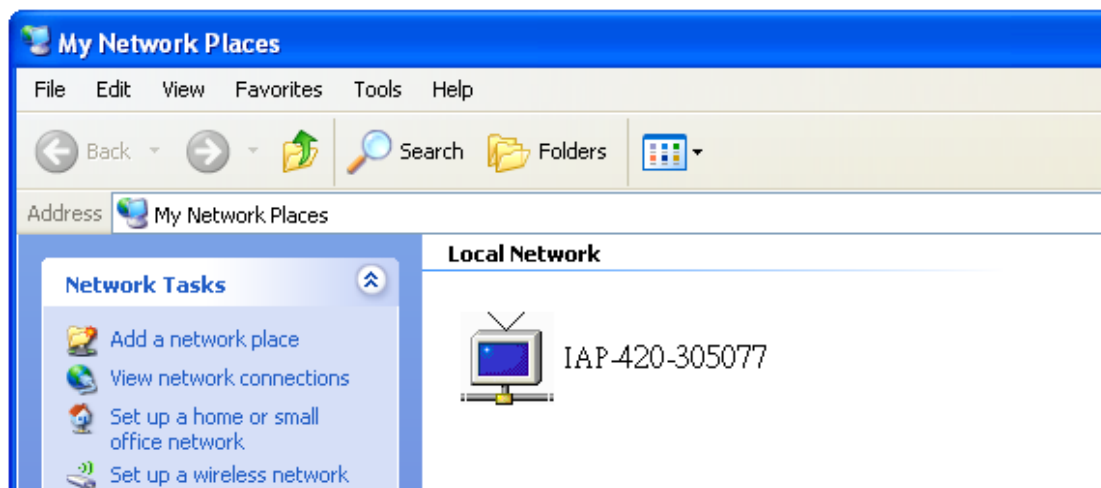 My Network Places
File Edit View Favorites Tools Help
Back Search Folders
Address My Network Places
Local Network
Network Tasks
Add a network place
IAP-420-305077
View network connections
Set up a home or small
office network
Set up a wireless network